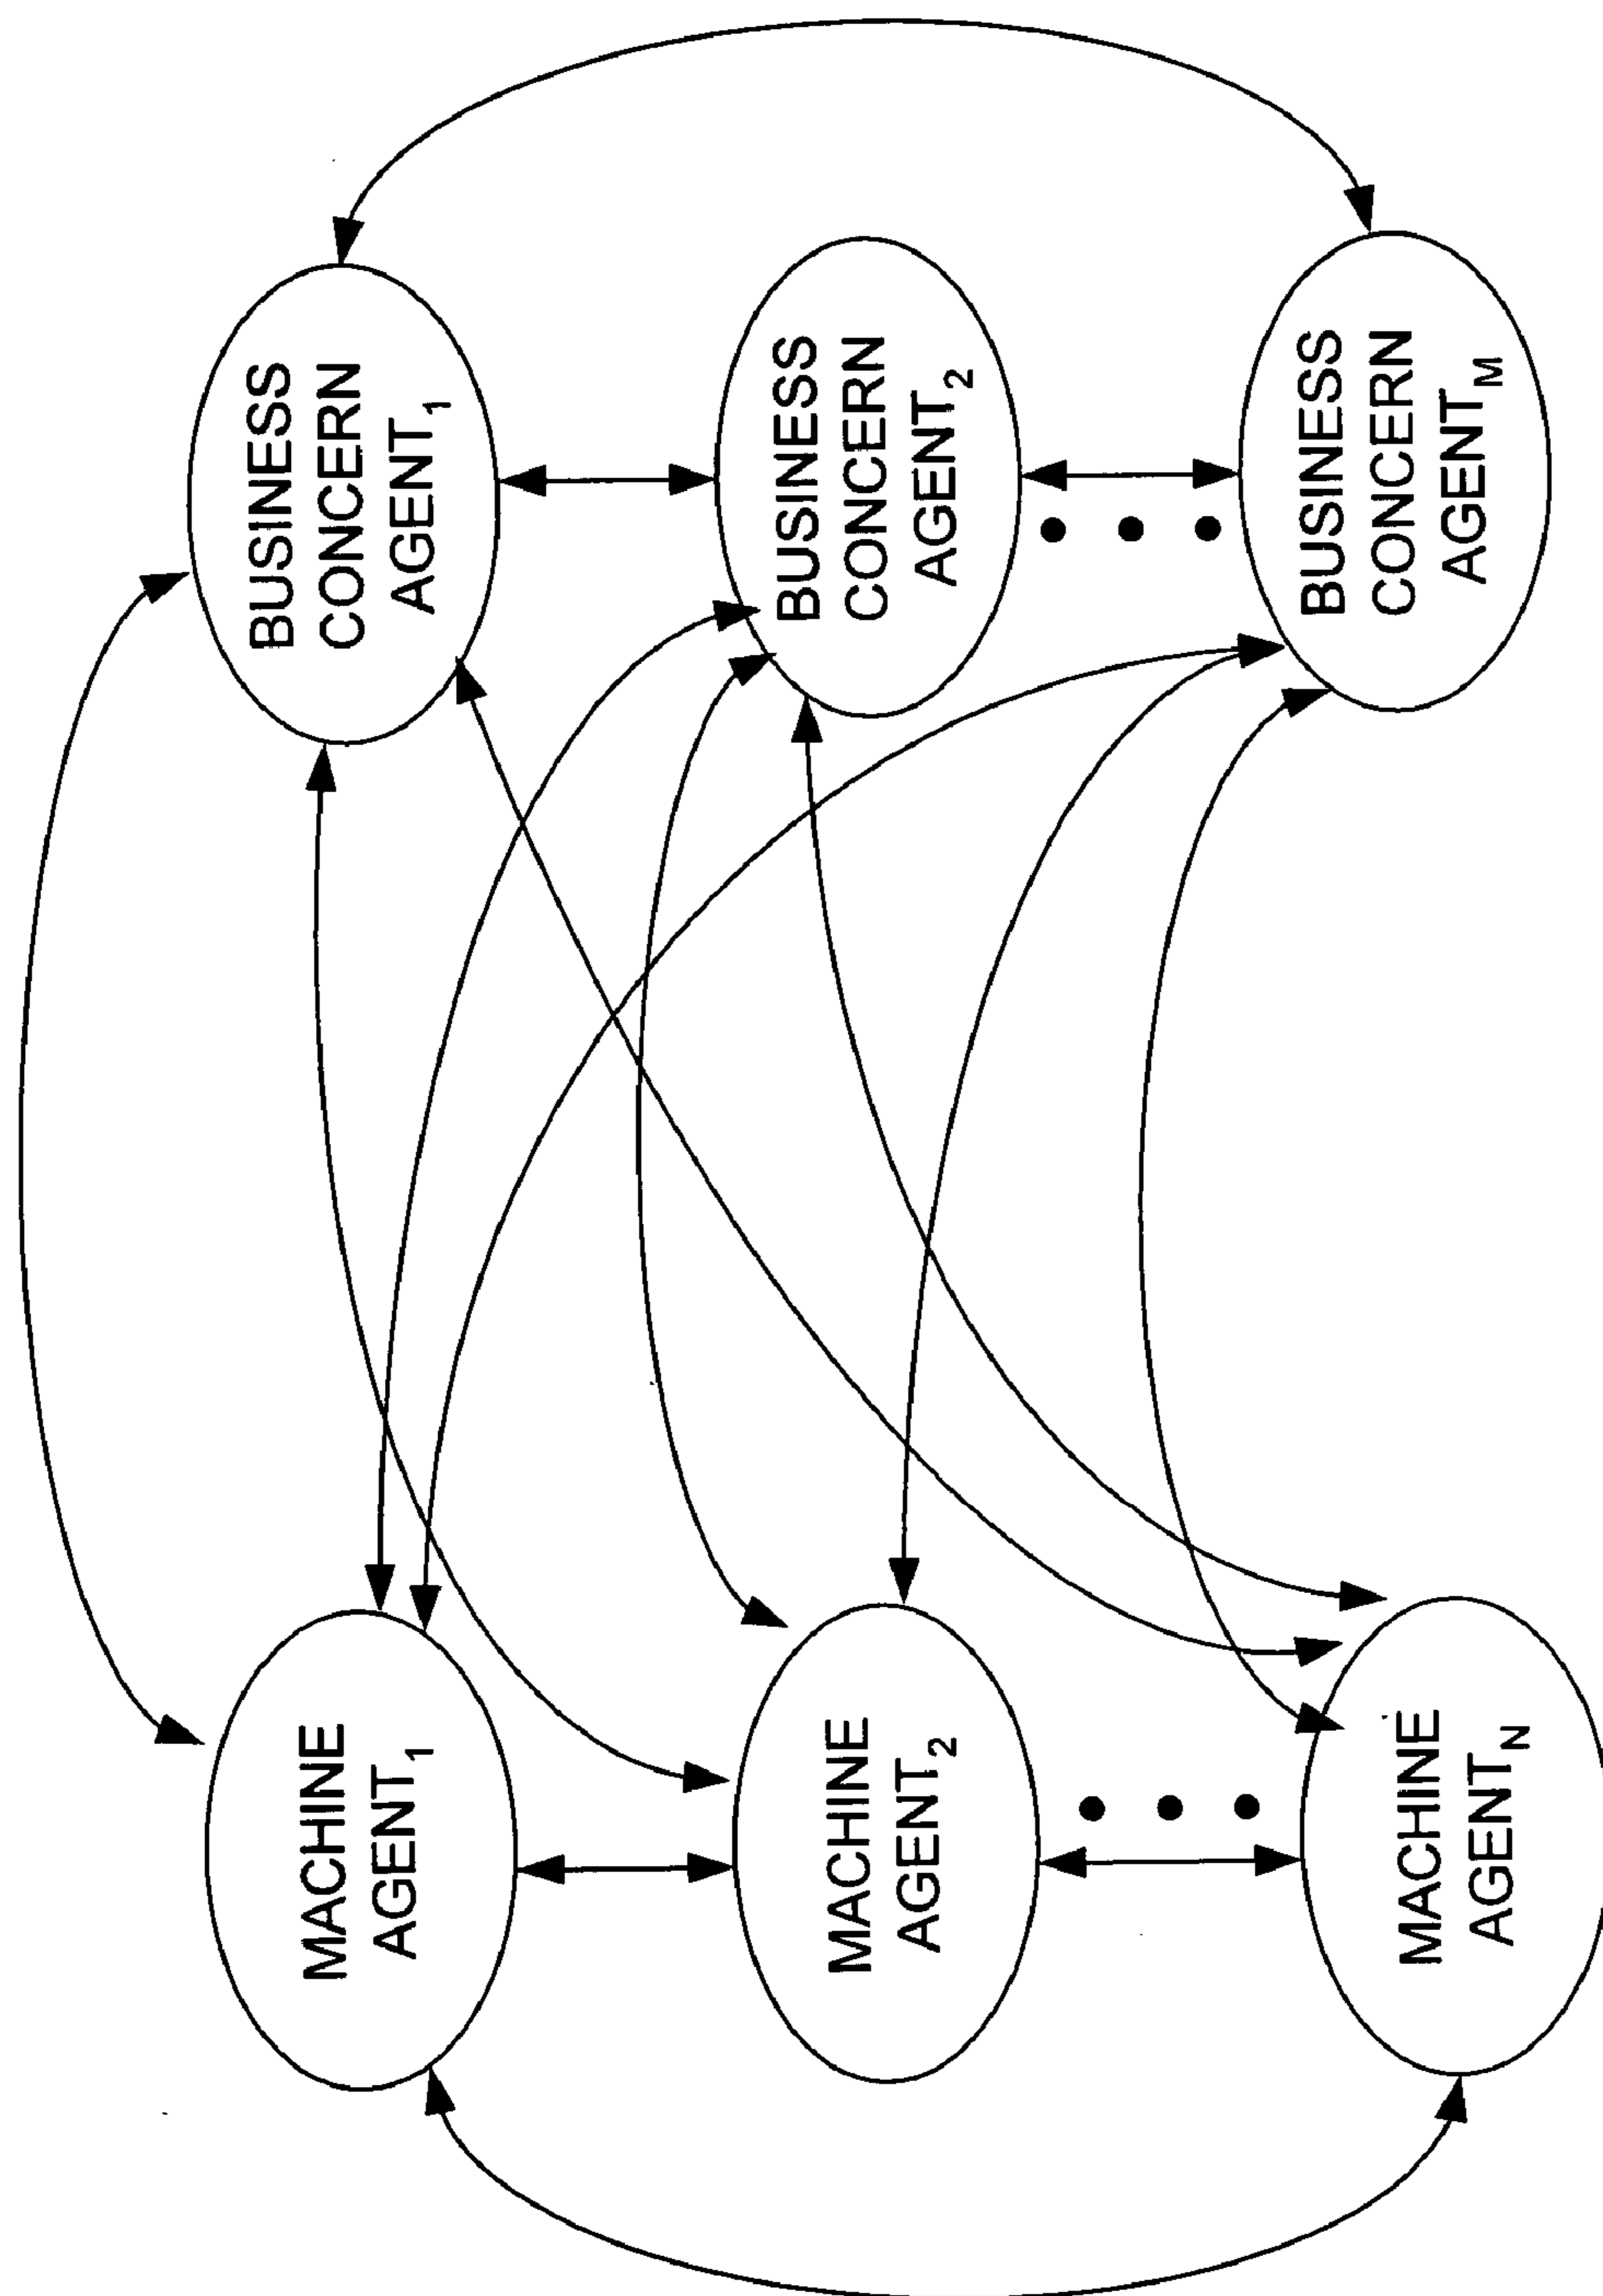 BUSINESS
CONCERN
AGENT1
BUSINESS
CONCERN
AGENT2
BUSINESS
CONCERN
AGENTM
MACHINE
AGENT1
MACHINE
AGENT2
MACHINE
AGENTN